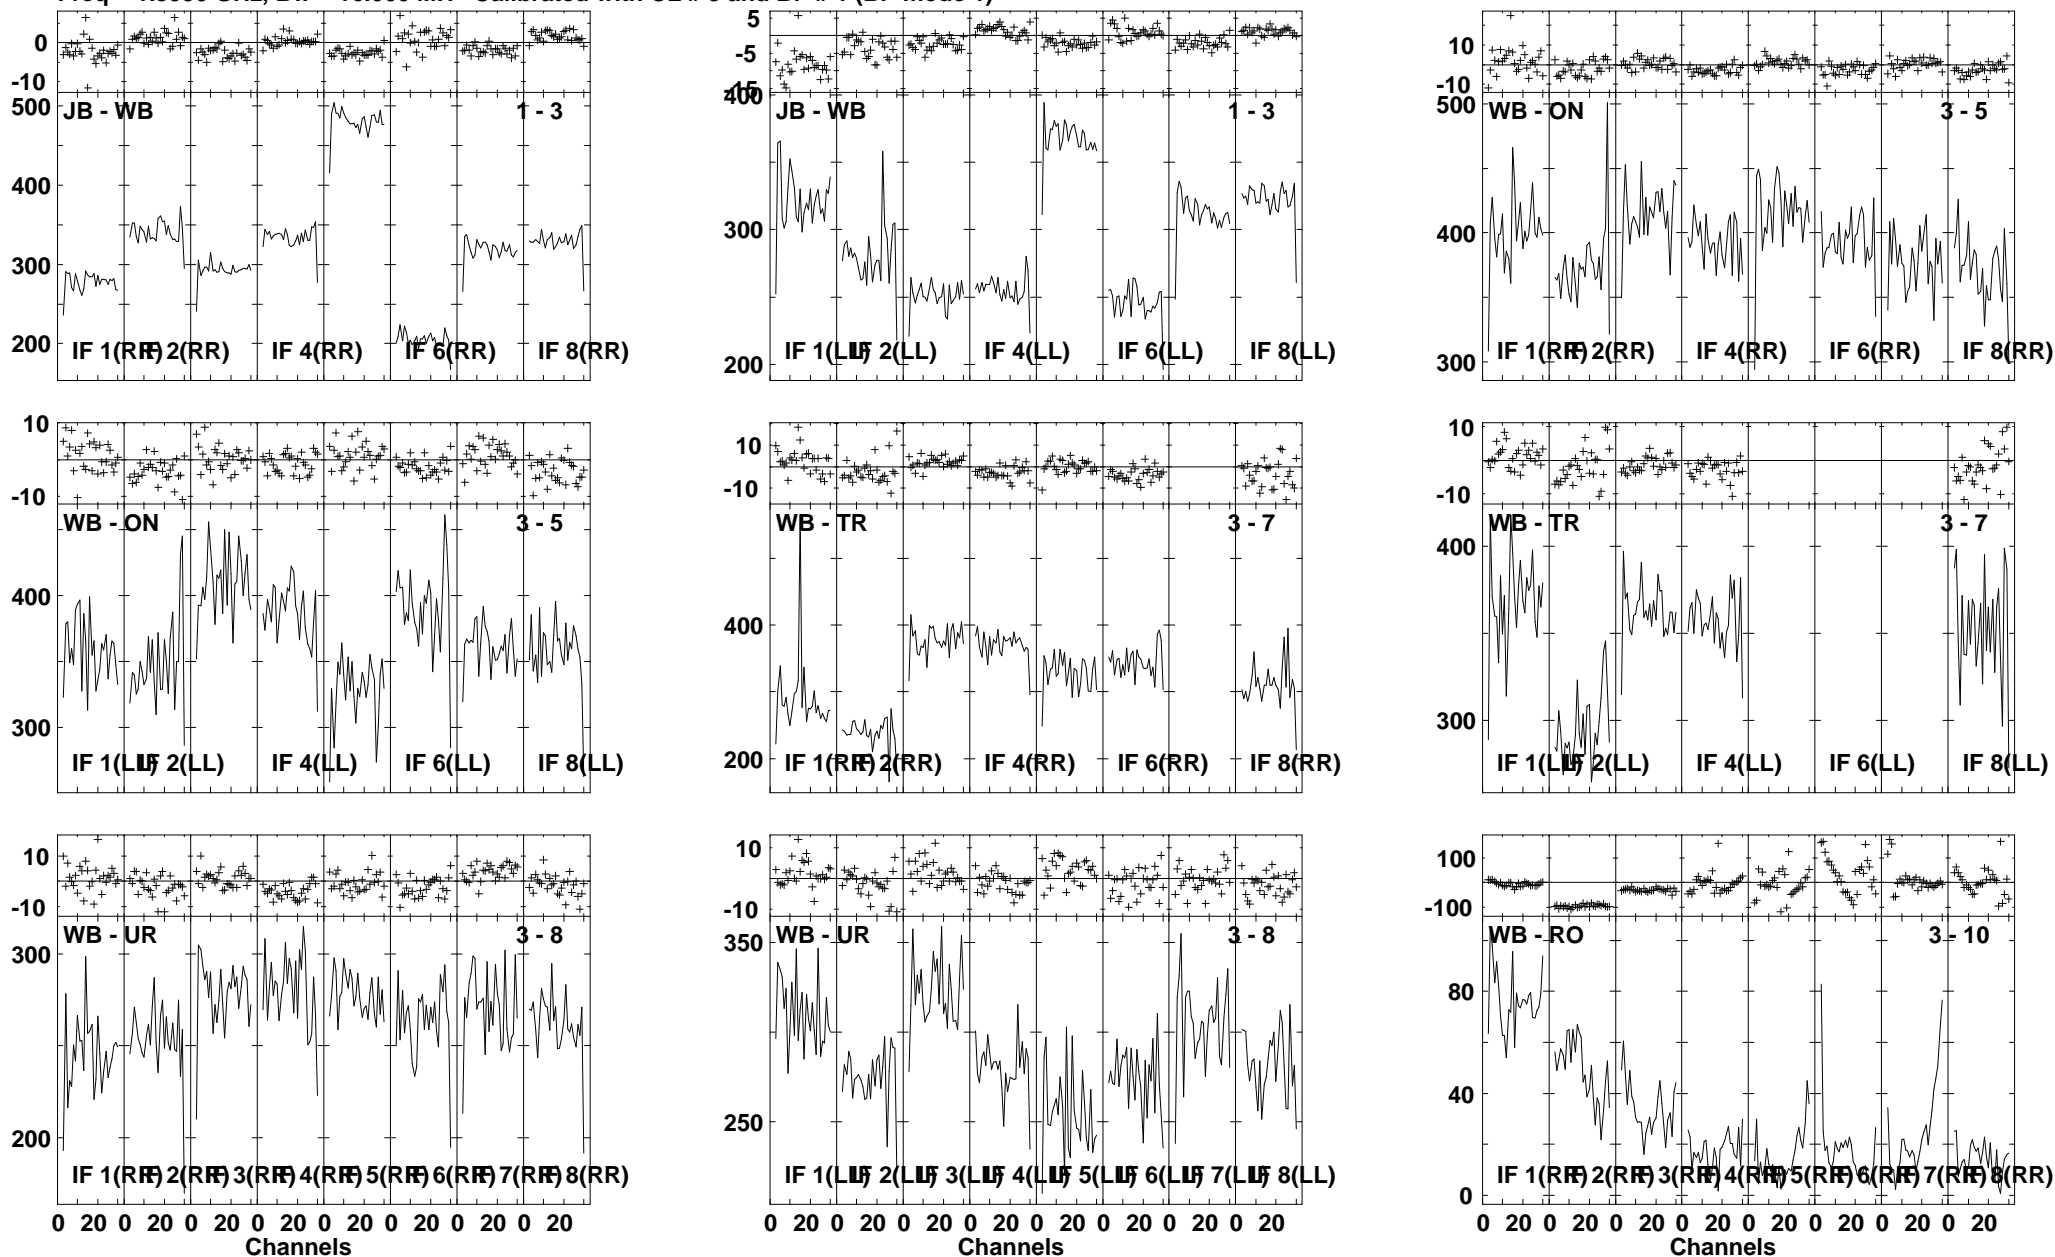 0
-10
5
-5
-15
10
-10
500
400
300
200
JB - WB
1 - 3
IF 1(RR)
IF 2(RR)
IF 4(RR)
IF 6(RR)
IF 8(RR)
400
300
200
JB - WB
1 - 3
IF 1(LL)
IF 2(LL)
IF 4(LL)
IF 6(LL)
IF 8(LL)
500
400
300
WB - ON
3 - 5
IF 1(RR)
IF 2(RR)
IF 4(RR)
IF 6(RR)
IF 8(RR)
10
-10
400
300
WB - ON
3 - 5
IF 1(LL)
IF 2(LL)
IF 4(LL)
IF 6(LL)
IF 8(LL)
10
-10
400
200
WB - TR
3 - 7
IF 1(RR)
IF 2(RR)
IF 4(RR)
IF 6(RR)
IF 8(RR)
10
-10
400
300
WB - TR
3 - 7
IF 1(LL)
IF 2(LL)
IF 4(LL)
IF 6(LL)
IF 8(LL)
10
-10
300
200
WB - UR
3 - 8
IF 1(RR)
IF 2(RR)
IF 3(RR)
IF 4(RR)
IF 5(RR)
IF 6(RR)
IF 7(RR)
IF 8(RR)
0 20 0 20 0 20 0 20 0 20 0 20 0 20 0 20
Channels
10
-10
350
250
WB - UR
3 - 8
IF 1(LL)
IF 2(LL)
IF 3(LL)
IF 4(LL)
IF 5(LL)
IF 6(LL)
IF 7(LL)
IF 8(LL)
0 20 0 20 0 20 0 20 0 20 0 20 0 20 0 20
Channels
100
-100
80
40
0
WB - RO
3 - 10
IF 1(RR)
IF 2(RR)
IF 3(RR)
IF 4(RR)
IF 5(RR)
IF 6(RR)
IF 7(RR)
IF 8(RR)
0 20 0 20 0 20 0 20 0 20 0 20 0 20 0 20
Channels